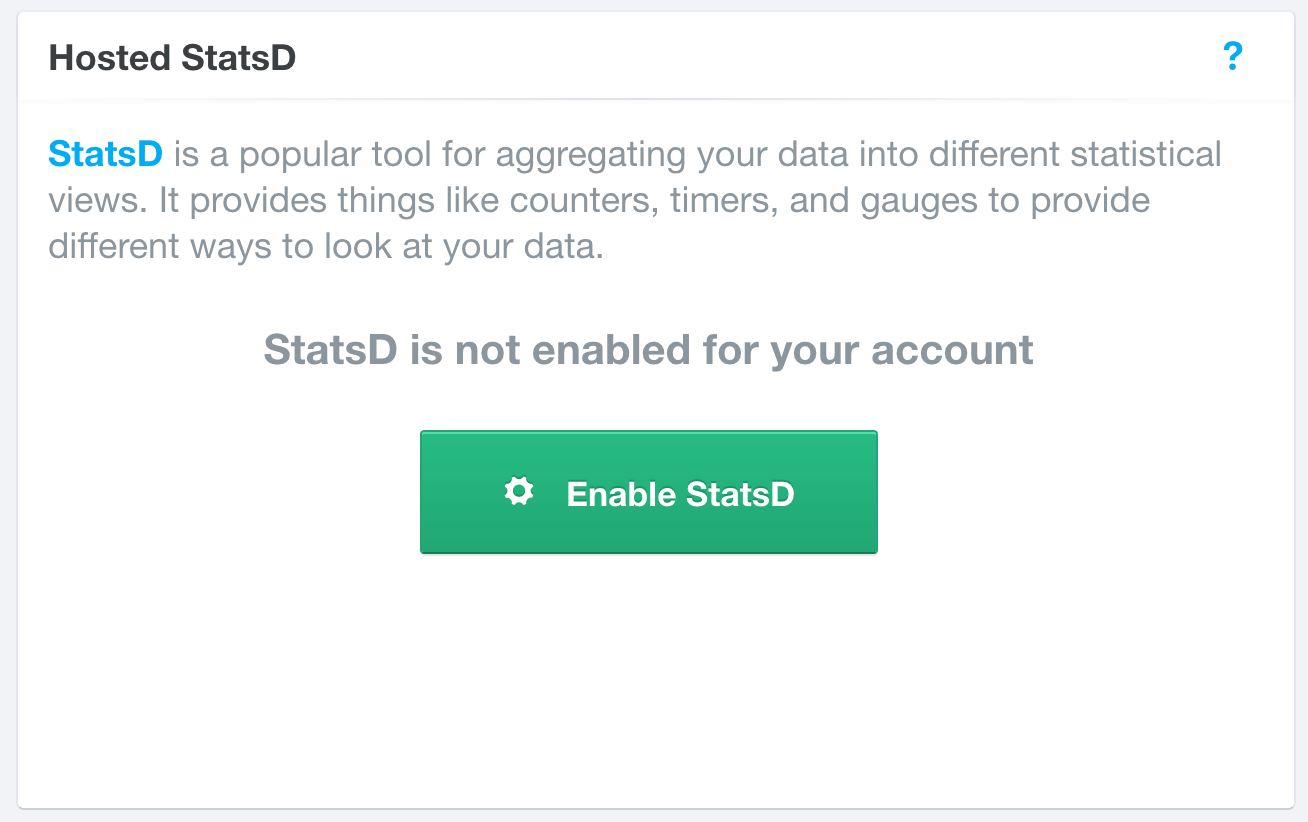 Hosted StatsD
?
StatsD is a popular tool for aggregating your data into different statistical
views. It provides things like counters, timers, and gauges to provide
different ways to look at your data.
StatsD is not enabled for your account
Enable StatsD